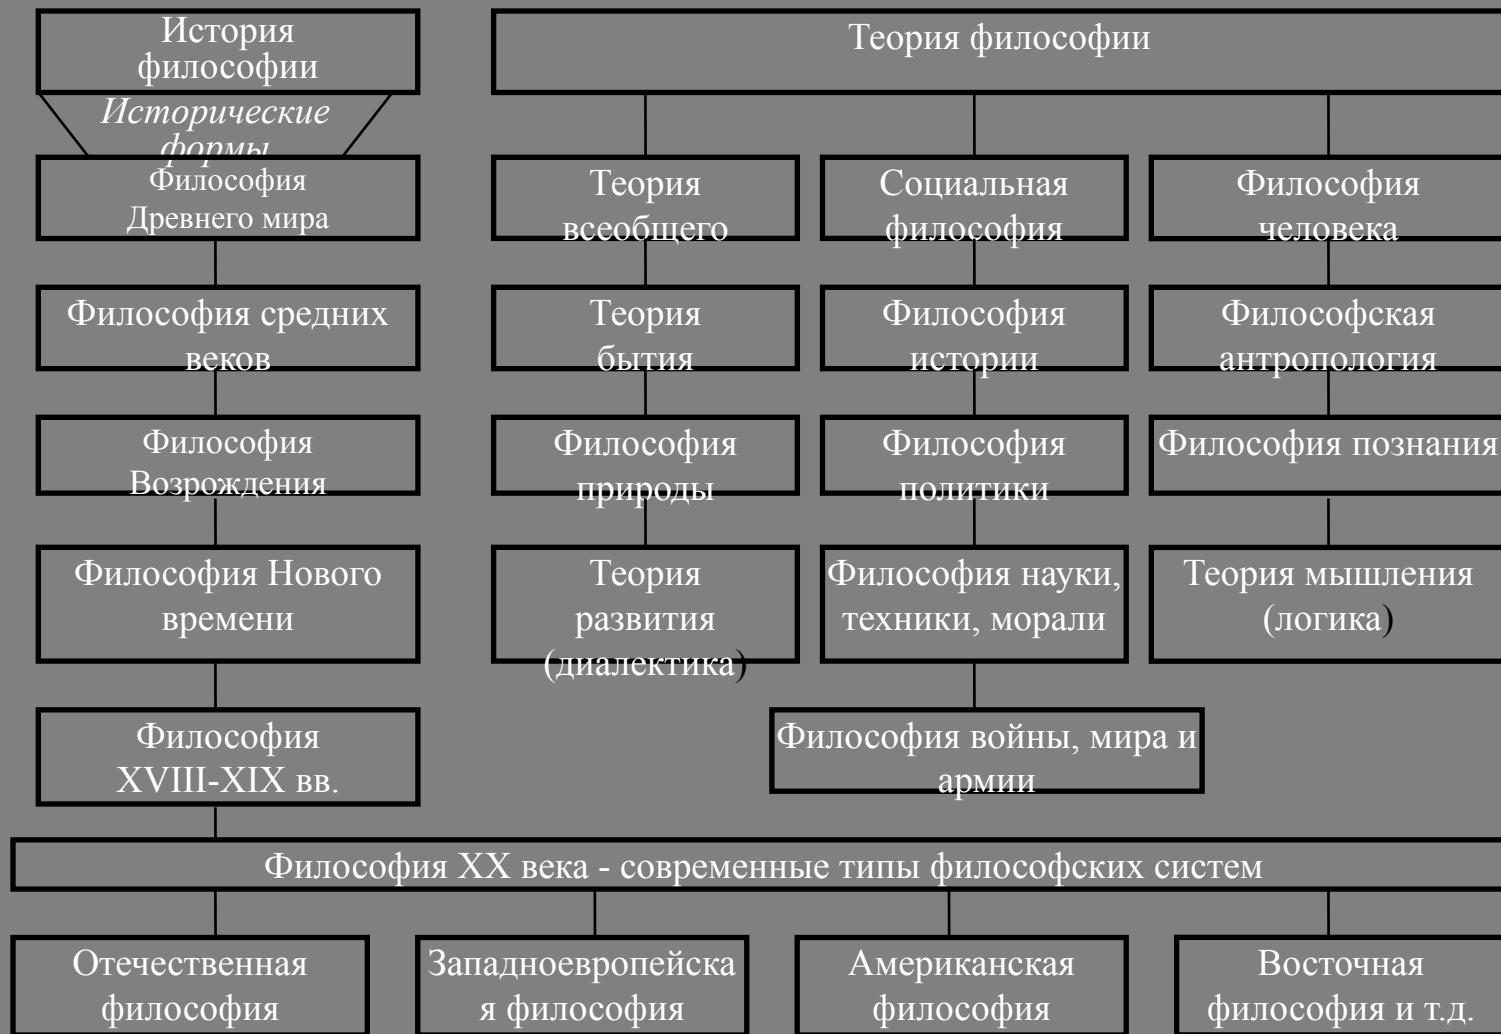 История
философии
Исторические
формы
Философия
Древнего мира
Философия средних
веков
Философия
Возрождения
Философия Нового
времени
Философия
XVIII-XIX вв.
Теория философии
Теория
всеобщего
Теория
бытия
Философия
природы
Теория
развития
(диалектика)
Социальная
философия
Философия
истории
Философия
политики
Философия науки,
техники, морали
Философия войны, мира и
армии
Философия
человека
Философская
антропология
Философия познания
Теория мышления
(логика)
Философия XX века - современные типы философских систем
Отечественная
философия
Западноевропейска
я философия
Американская
философия
Восточная
философия и т.д.